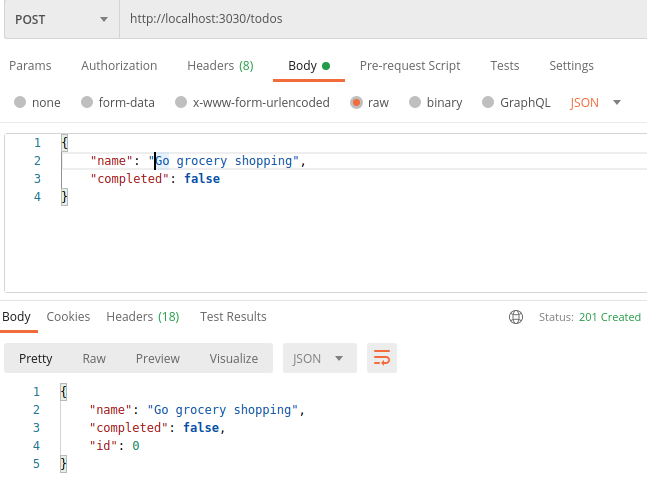 POST http://localhost:3030/todos
Params Authorization Headers (8) Body Pre-request Script Tests Settings
none form-data x-www-form-urlencoded raw binary GraphQL JSON
1 {
2 "name": "Go grocery shopping",
3 "completed": false
4 }
Body Cookies Headers (18) Test Results Status: 201 Created
Pretty Raw Preview Visualize JSON
1 {
2 "name": "Go grocery shopping",
3 "completed": false,
4 "id": 0
5 }